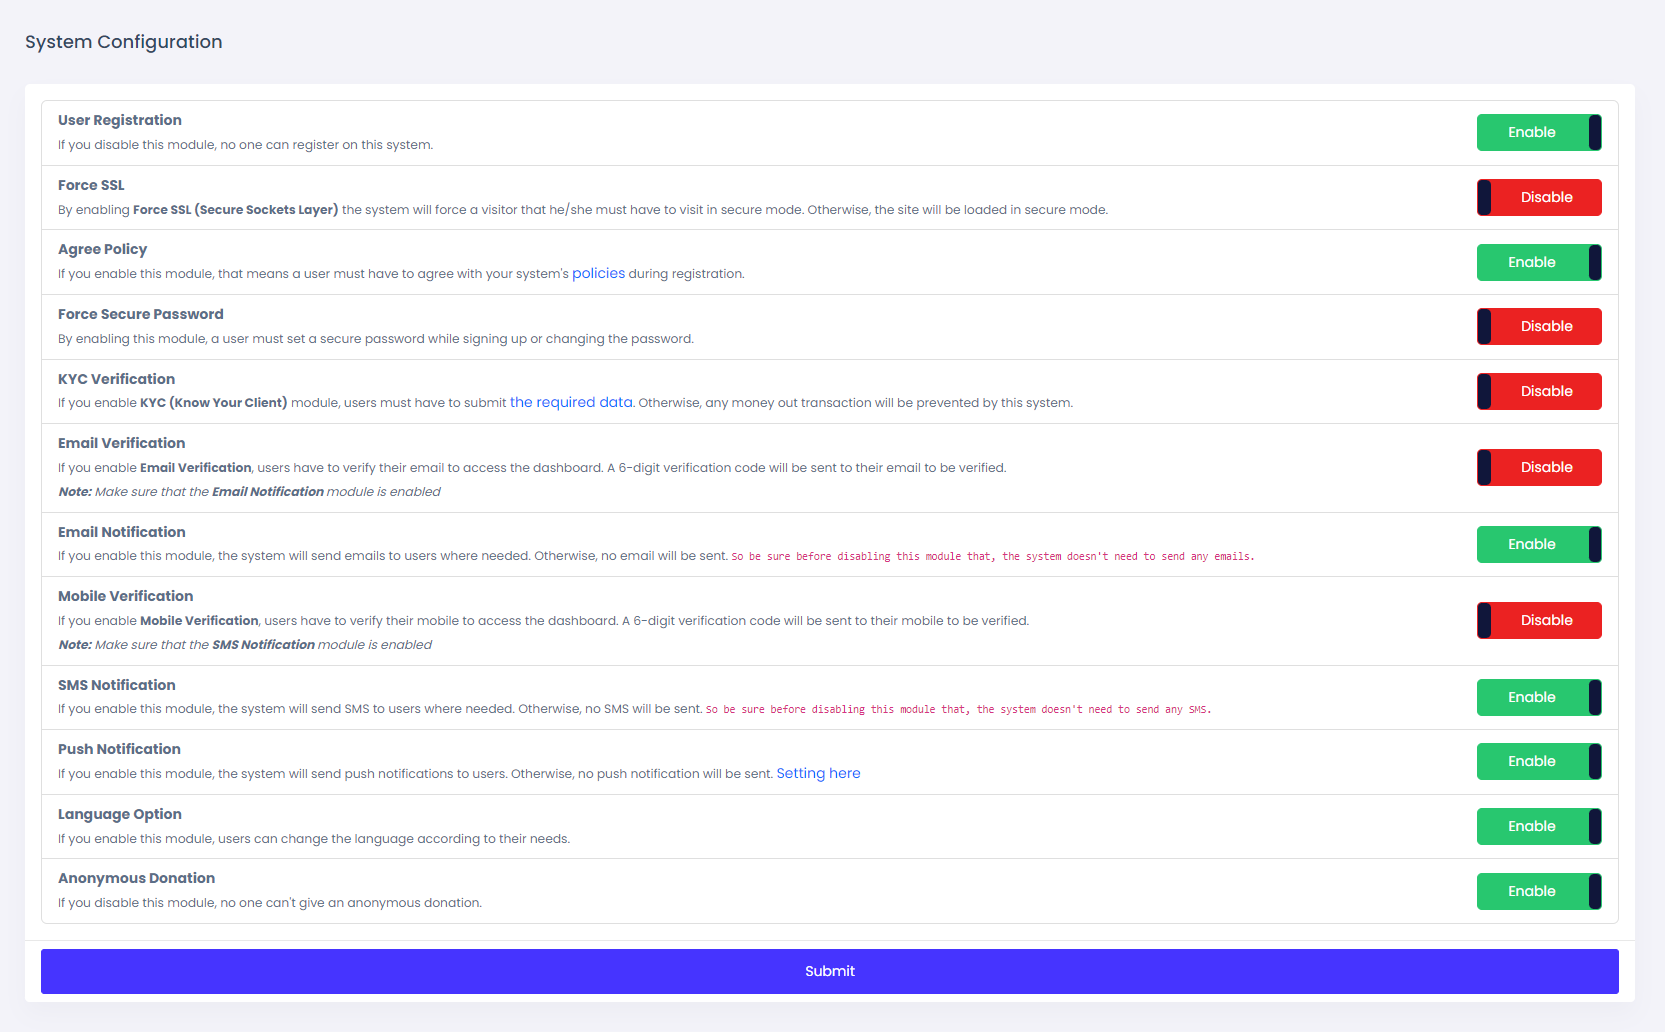 System Configuration
User Registration
If you disable this module, no one can register on this system.
Enable
Force SSL
By enabling Force SSL (Secure Sockets Layer) the system will force a visitor that he/she must have to visit in secure mode. Otherwise, the site will be loaded in secure mode.
Disable
Agree Policy
If you enable this module, that means a user must have to agree with your system's policies during registration.
Enable
Force Secure Password
By enabling this module, a user must set a secure password while signing up or changing the password.
Disable
KYC Verification
If you enable KYC (Know Your Client) module, users must have to submit the required data. Otherwise, any money out transaction will be prevented by this system.
Disable
Email Verification
If you enable Email Verification, users have to verify their email to access the dashboard. A 6-digit verification code will be sent to their email to be verified.
Note: Make sure that the Email Notification module is enabled
Disable
Email Notification
If you enable this module, the system will send emails to users where needed. Otherwise, no email will be sent. So be sure before disabling this module that, the system doesn't need to send any emails.
Enable
Mobile Verification
If you enable Mobile Verification, users have to verify their mobile to access the dashboard. A 6-digit verification code will be sent to their mobile to be verified.
Note: Make sure that the SMS Notification module is enabled
Disable
SMS Notification
If you enable this module, the system will send SMS to users where needed. Otherwise, no SMS will be sent. So be sure before disabling this module that, the system doesn't need to send any SMS.
Enable
Push Notification
If you enable this module, the system will send push notifications to users. Otherwise, no push notification will be sent. Setting here
Enable
Language Option
If you enable this module, users can change the language according to their needs.
Enable
Anonymous Donation
If you disable this module, no one can't give an anonymous donation.
Enable
Submit